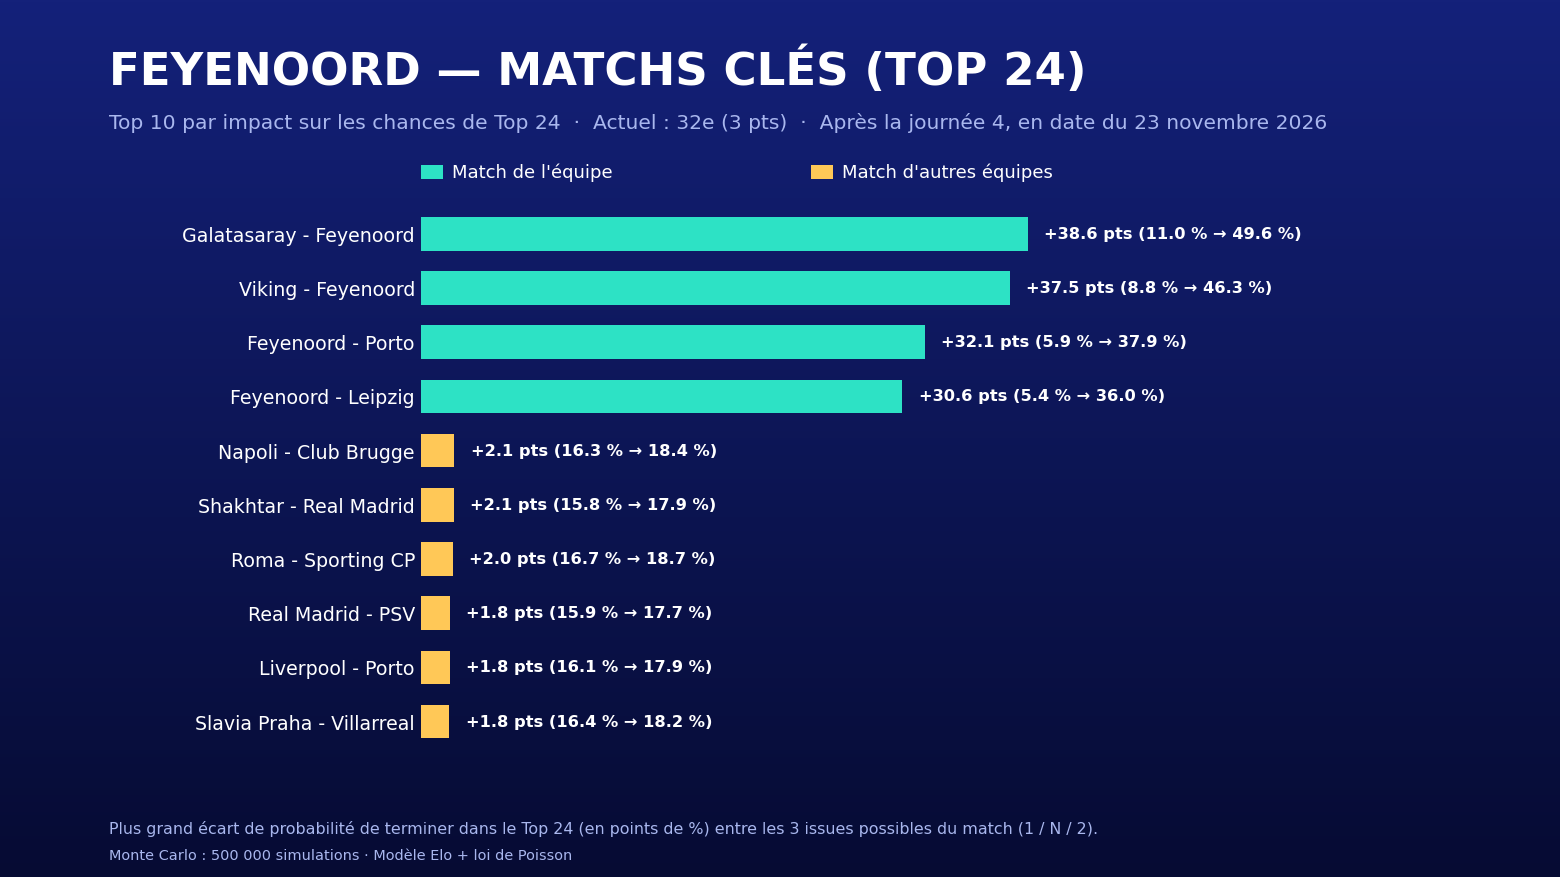 FEYENOORD — MATCHS CLÉS (TOP 24)
Top 10 par impact sur les chances de Top 24 · Actuel : 32e (3 pts) · Après la journée 4, en date du 23 novembre 2026
Match de l'équipe
Match d'autres équipes
Galatasaray - Feyenoord +38.6 pts (11.0 % → 49.6 %)
Viking - Feyenoord +37.5 pts (8.8 % → 46.3 %)
Feyenoord - Porto +32.1 pts (5.9 % → 37.9 %)
Feyenoord - Leipzig +30.6 pts (5.4 % → 36.0 %)
Napoli - Club Brugge +2.1 pts (16.3 % → 18.4 %)
Shakhtar - Real Madrid +2.1 pts (15.8 % → 17.9 %)
Roma - Sporting CP +2.0 pts (16.7 % → 18.7 %)
Real Madrid - PSV +1.8 pts (15.9 % → 17.7 %)
Liverpool - Porto +1.8 pts (16.1 % → 17.9 %)
Slavia Praha - Villarreal +1.8 pts (16.4 % → 18.2 %)
Plus grand écart de probabilité de terminer dans le Top 24 (en points de %) entre les 3 issues possibles du match (1 / N / 2).
Monte Carlo : 500 000 simulations · Modèle Elo + loi de Poisson